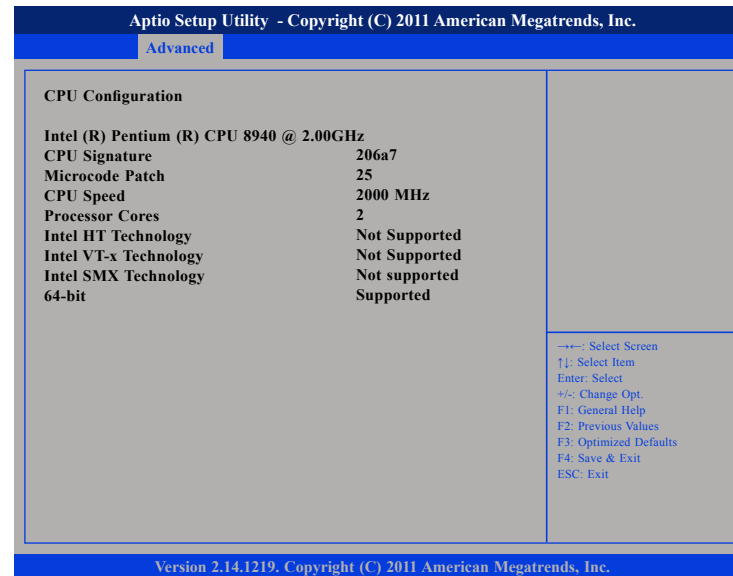 Aptio Setup Utility - Copyright (C) 2011 American Megatrends, Inc.
Advanced
CPU Configuration
Intel (R) Pentium (R) CPU 8940 @ 2.00GHz
CPU Signature 206a7
Microcode Patch 25
CPU Speed 2000 MHz
Processor Cores 2
Intel HT Technology Not Supported
Intel VT-x Technology Not Supported
Intel SMX Technology Not supported
64-bit Supported
→←: Select Screen
↑↓: Select Item
Enter: Select
+/-: Change Opt.
F1: General Help
F2: Previous Values
F3: Optimized Defaults
F4: Save & Exit
ESC: Exit
Version 2.14.1219. Copyright (C) 2011 American Megatrends, Inc.